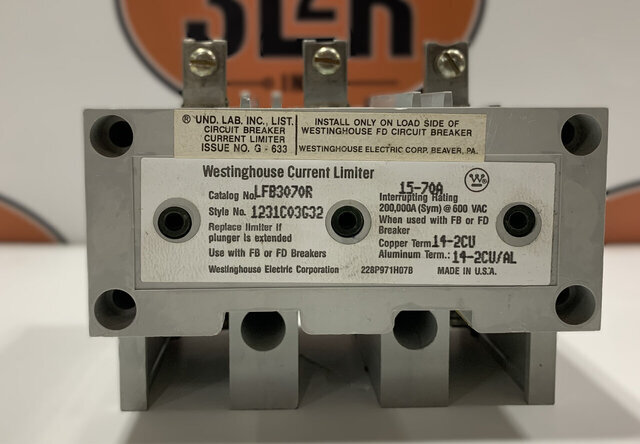 SLR
IN
® UND. LAB. INC., LIST.
CIRCUIT BREAKER
CURRENT LIMITER
ISSUE NO. G - 633
INSTALL ONLY ON LOAD SIDE OF
WESTINGHOUSE FD CIRCUIT BREAKER
WESTINGHOUSE ELECTRIC CORP. BEAVER, PA.
Westinghouse Current Limiter
Catalog No. LFB3070R
Style No. 1231C03G32
Replace limiter if
plunger is extended
Use with FB or FD Breakers
Westinghouse Electric Corporation
228P971H07B
W
15-70A
Interrupting Rating
200,000A (Sym) @ 600 VAC
When used with FB or FD
Breaker
Copper Term 14-2CU
Aluminum Term.: 14-2CU/AL
MADE IN U.S.A.